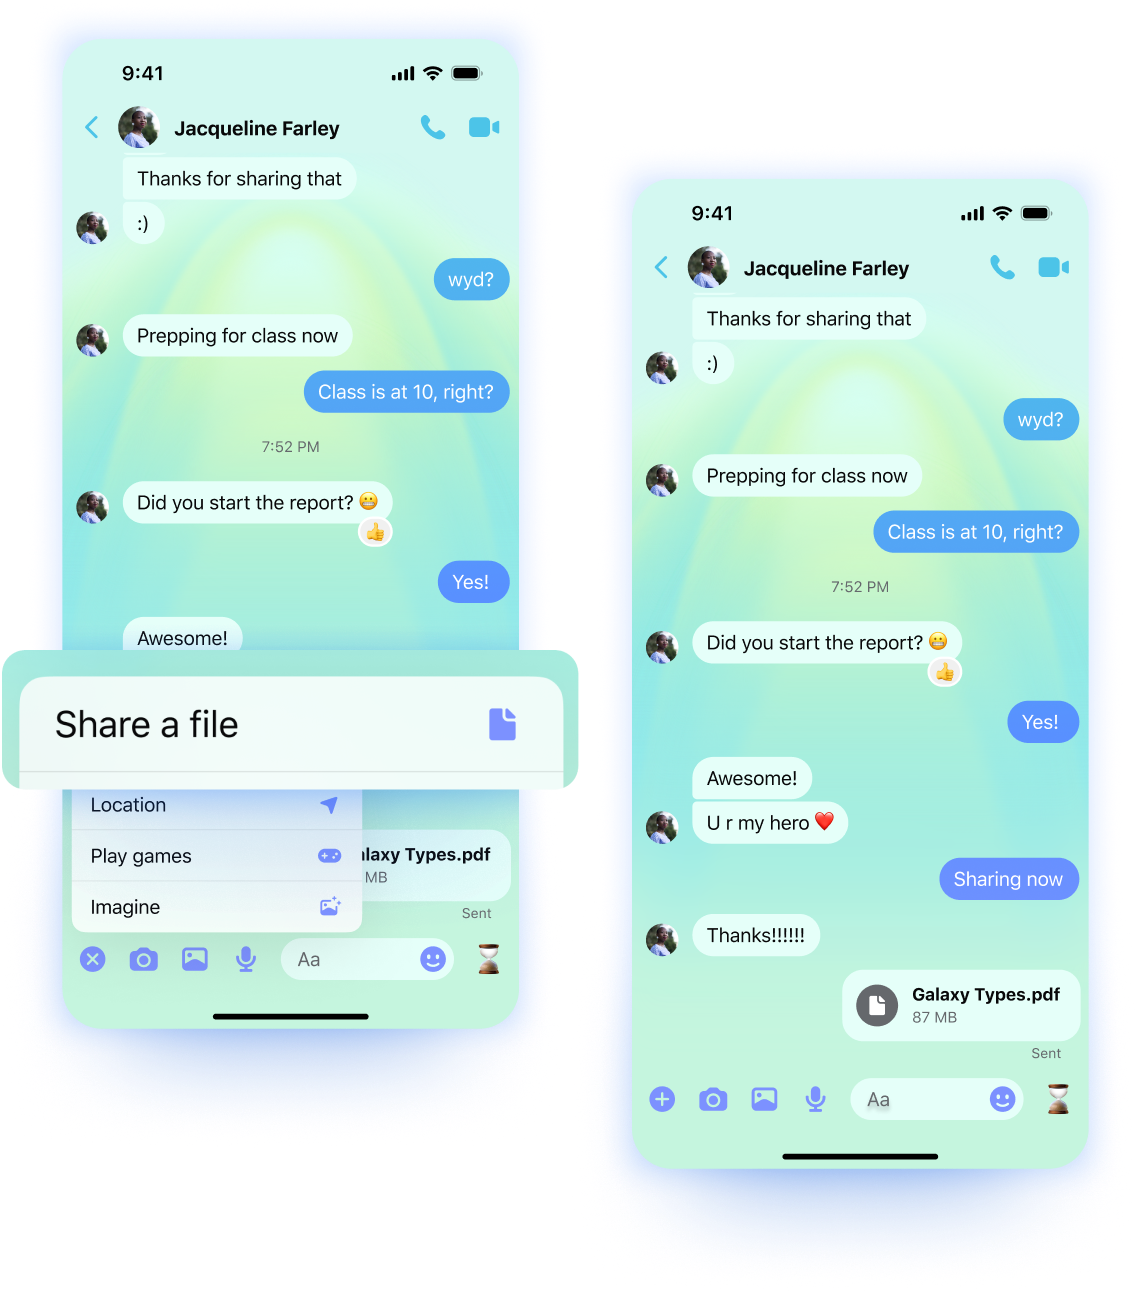 9:41
Jacqueline Farley
Thanks for sharing that
:)
wyd?
Prepping for class now
Class is at 10, right?
7:52 PM
Did you start the report? 😬
👍
Yes!
Awesome!
Share a file
Location
Play games
Imagine
laxy Types.pdf
MB
Sent
Aa
9:41
Jacqueline Farley
Thanks for sharing that
:)
wyd?
Prepping for class now
Class is at 10, right?
7:52 PM
Did you start the report? 😬
👍
Yes!
Awesome!
U r my hero ❤️
Sharing now
Thanks!!!!!!
Galaxy Types.pdf
87 MB
Sent
Aa